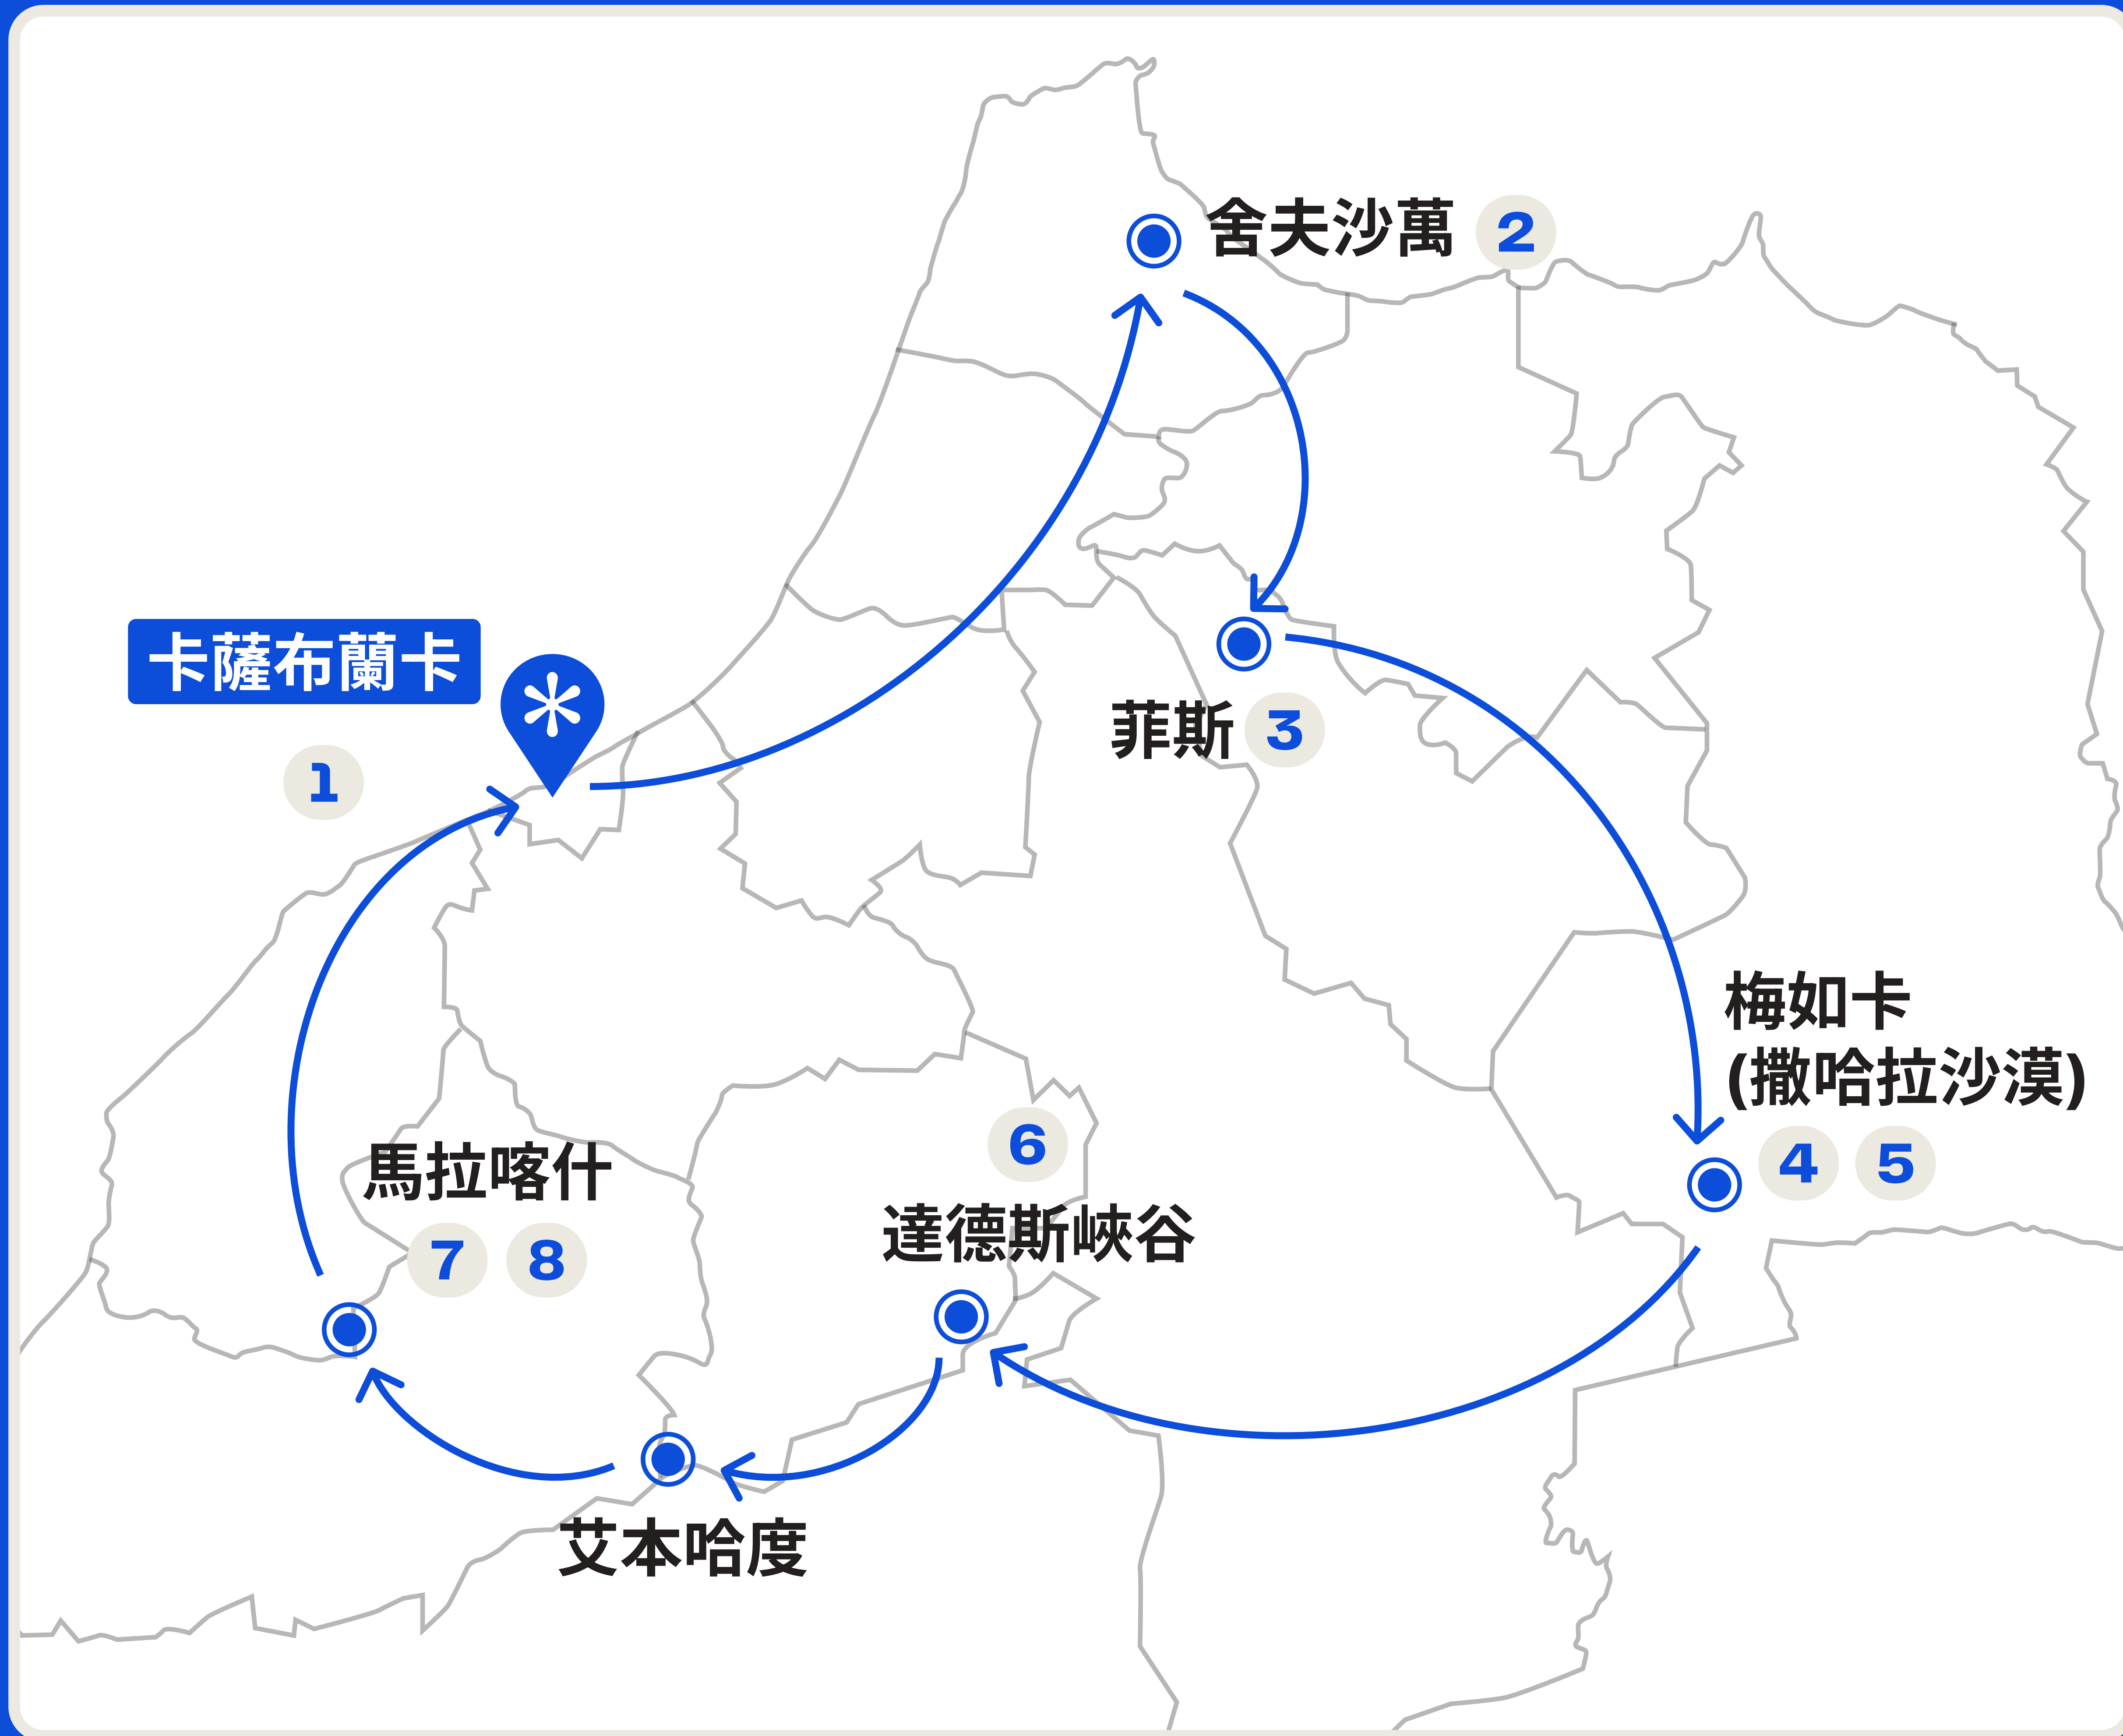 舍夫沙萬 2
卡薩布蘭卡
1
菲斯 3
梅如卡
(撒哈拉沙漠)
4 5
6
達德斯峽谷
馬拉喀什
7 8
艾本哈度